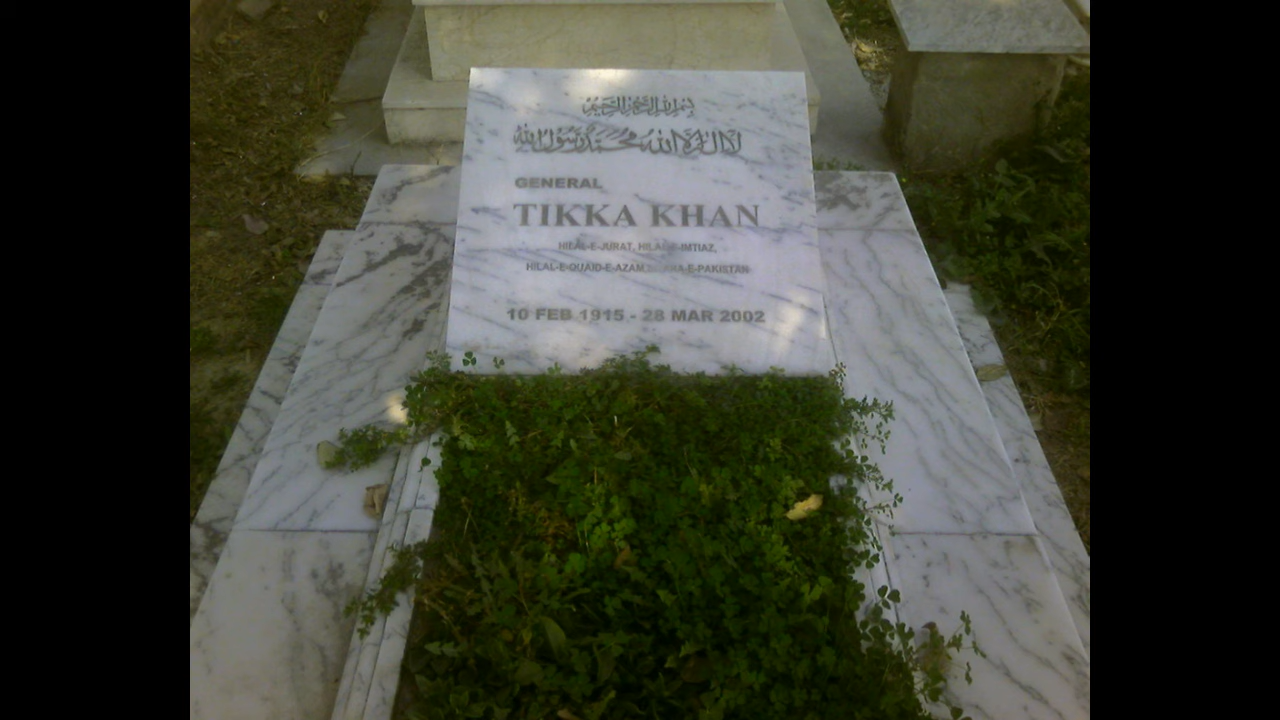 بسم الله الرحمن الرحيم
لا اله الا الله محمد رسول الله
GENERAL
TIKKA KHAN
HILAL-E-JURAT, HILAL-E-IMTIAZ,
HILAL-E-QUAID-E-AZAM E-PAKISTAN
10 FEB 1915 - 28 MAR 2002